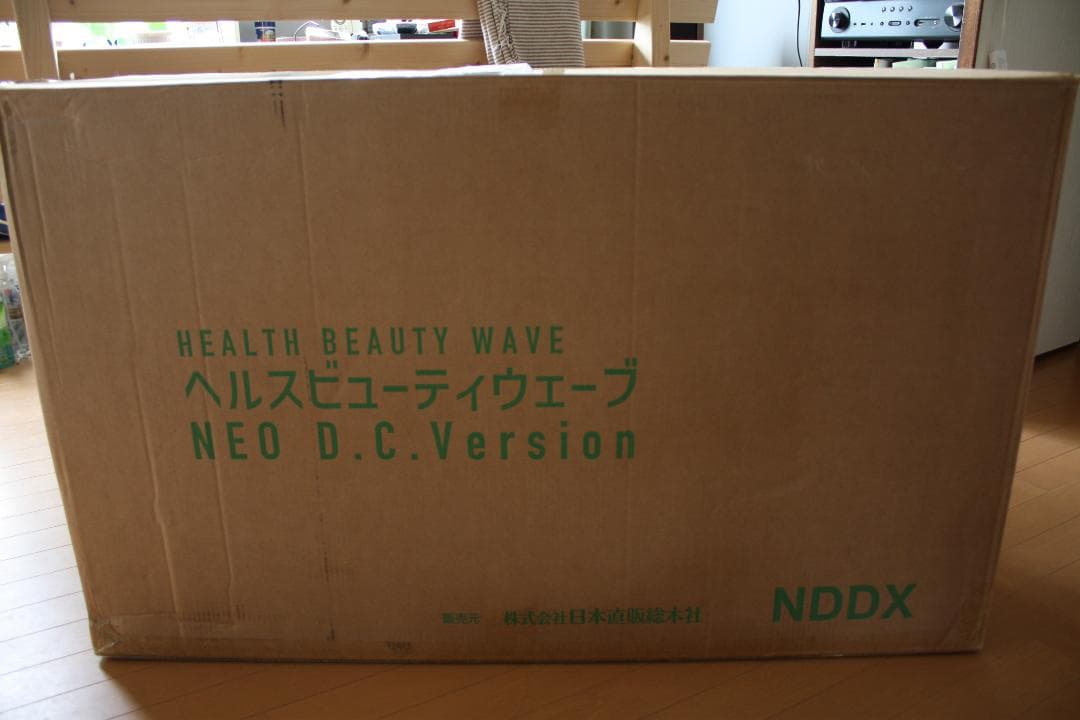 HEALTH BEAUTY WAVE
ヘルスビューティウェーブ
NEO D.C.Version
販売元 株式会社日本直販総本社
NDDX